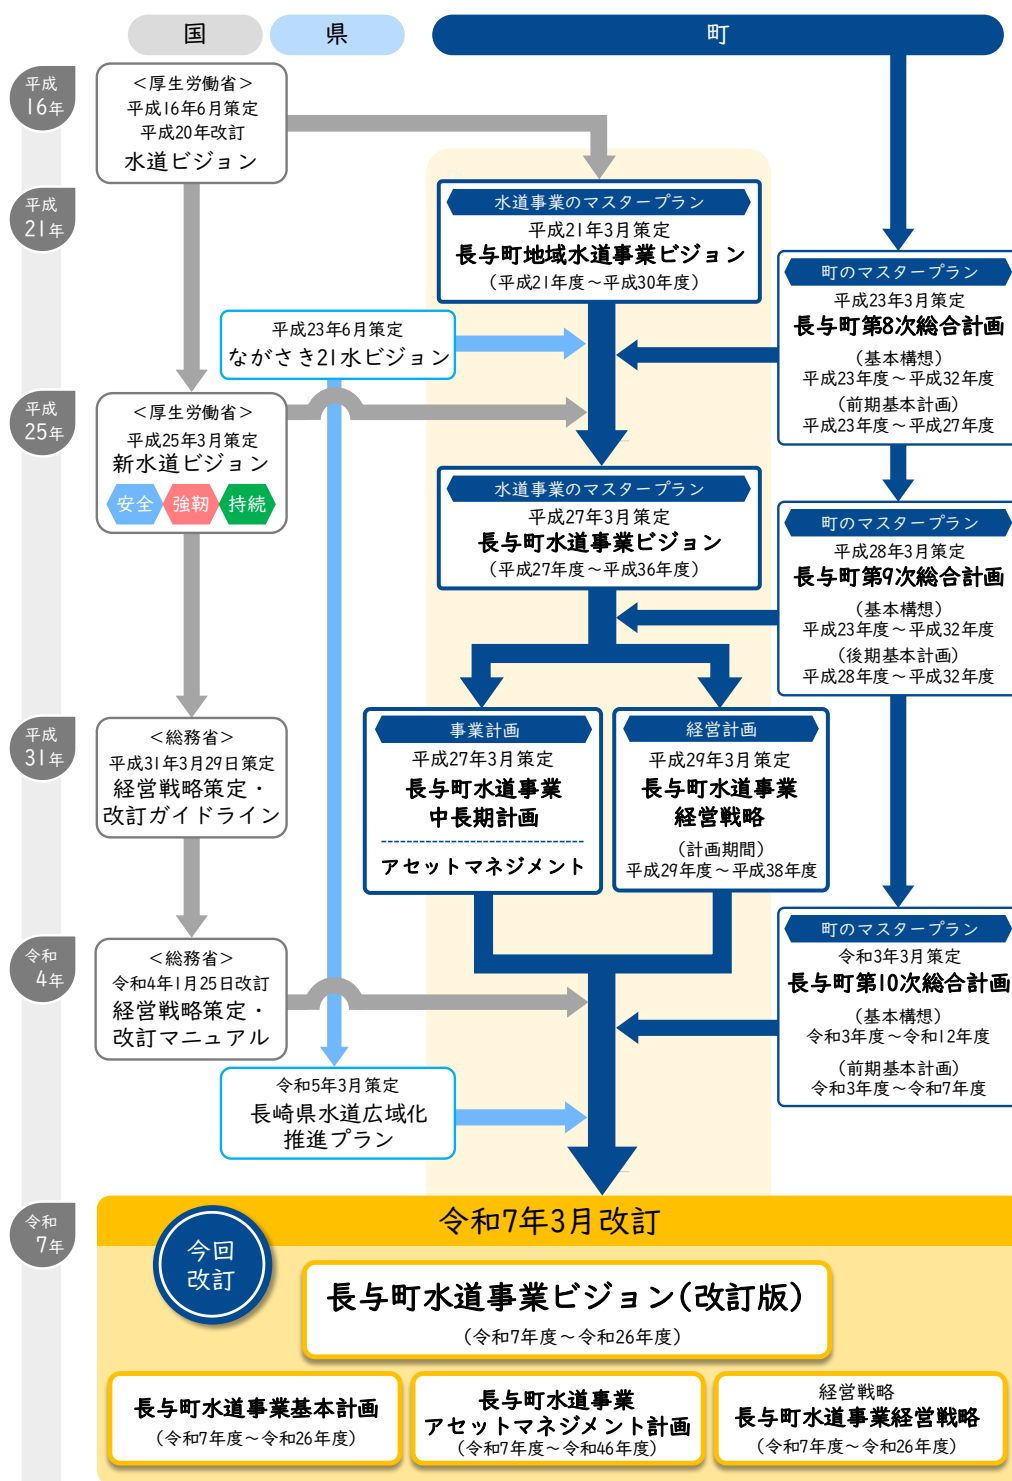 国
県
町
平成
16年
<厚生労働省>
平成16年6月策定
平成20年改訂
水道ビジョン
平成
21年
水道事業のマスタープラン
平成21年3月策定
長与町地域水道事業ビジョン
(平成21年度~平成30年度)
町のマスタープラン
平成23年3月策定
長与町第8次総合計画
(基本構想)
平成23年度~平成32年度
(前期基本計画)
平成23年度~平成27年度
平成23年6月策定
ながさき21水ビジョン
平成
25年
<厚生労働省>
平成25年3月策定
新水道ビジョン
安全
強靭
持続
水道事業のマスタープラン
平成27年3月策定
長与町水道事業ビジョン
(平成27年度~平成36年度)
町のマスタープラン
平成28年3月策定
長与町第9次総合計画
(基本構想)
平成23年度~平成32年度
(後期基本計画)
平成28年度~平成32年度
平成
31年
<総務省>
平成31年3月29日策定
経営戦略策定・
改訂ガイドライン
事業計画
平成27年3月策定
長与町水道事業
中長期計画
アセットマネジメント
経営計画
平成29年3月策定
長与町水道事業
経営戦略
(計画期間)
平成29年度~平成38年度
令和
4年
<総務省>
令和4年1月25日改訂
経営戦略策定・
改訂マニュアル
町のマスタープラン
令和3年3月策定
長与町第10次総合計画
(基本構想)
令和3年度~令和12年度
(前期基本計画)
令和3年度~令和7年度
令和5年3月策定
長崎県水道広域化
推進プラン
令和
7年
令和7年3月改訂
今回
改訂
長与町水道事業ビジョン(改訂版)
(令和7年度~令和26年度)
長与町水道事業基本計画
(令和7年度~令和26年度)
長与町水道事業
アセットマネジメント計画
(令和7年度~令和46年度)
経営戦略
長与町水道事業経営戦略
(令和7年度~令和26年度)